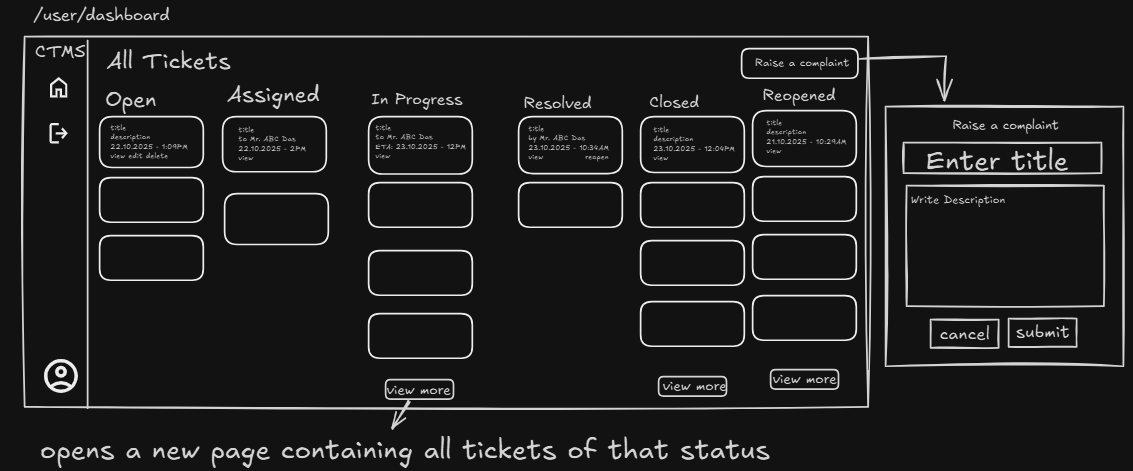 /user/dashboard
CTMS
All Tickets
Raise a complaint
Open
Assigned
In Progress
Resolved
Closed
Reopened
title
description
22.10.2025 - 1:09PM
view edit delete
title
to Mr. ABC Das
22.10.2025 - 2PM
view
title
to Mr. ABC Das
ETA: 23.10.2025 - 12PM
view
title
by Mr. ABC Das
23.10.2025 - 10:34AM
view reopen
title
description
23.10.2025 - 12:04PM
view
title
description
21.10.2025 - 10:29AM
view
view more
view more
view more
Raise a complaint
Enter title
Write Description
cancel
submit
opens a new page containing all tickets of that status